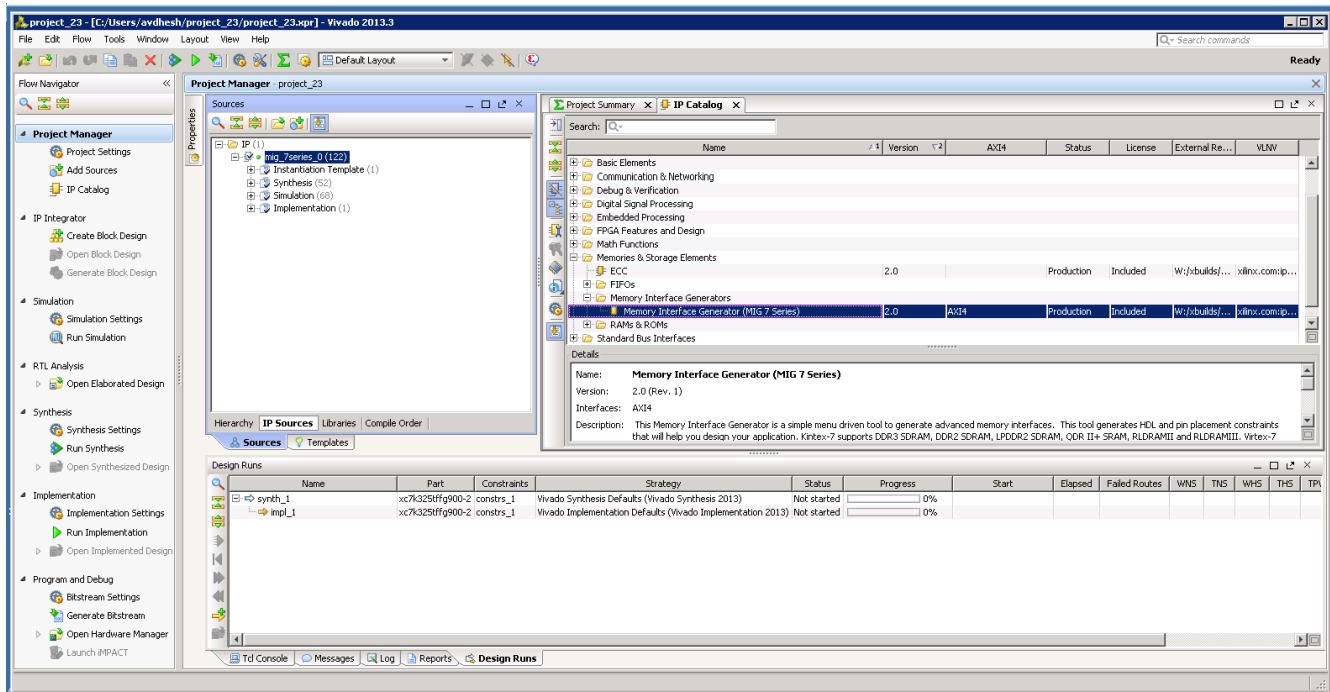 project_23 - [C:/Users/avdhesh/project_23/project_23.xpr] - Vivado 2013.3
File Edit Flow Tools Window Layout View Help
Search commands
Default Layout
Ready
Flow Navigator
Project Manager
Project Settings
Add Sources
IP Catalog
IP Integrator
Create Block Design
Open Block Design
Generate Block Design
Simulation
Simulation Settings
Run Simulation
RTL Analysis
Open Elaborated Design
Synthesis
Synthesis Settings
Run Synthesis
Open Synthesized Design
Implementation
Implementation Settings
Run Implementation
Open Implemented Design
Program and Debug
Bitstream Settings
Generate Bitstream
Open Hardware Manager
Launch iMPACT
Project Manager - project_23
Properties
Sources
IP (1)
mig_7series_0 (122)
Instantiation Template (1)
Synthesis (52)
Simulation (68)
Implementation (1)
Hierarchy IP Sources Libraries Compile Order
Sources Templates
Project Summary IP Catalog
Search:
Name 1 Version 2 AXI4 Status License External Re... VLNV
Basic Elements
Communication & Networking
Debug & Verification
Digital Signal Processing
Embedded Processing
FPGA Features and Design
Math Functions
Memories & Storage Elements
ECC 2.0 Production Included W:/xbuilds/... xilinx.com:ip...
FIFOs
Memory Interface Generators
Memory Interface Generator (MIG 7 Series) 2.0 AXI4 Production Included W:/xbuilds/... xilinx.com:ip...
RAMs & ROMs
Standard Bus Interfaces
Details
Name: Memory Interface Generator (MIG 7 Series)
Version: 2.0 (Rev. 1)
Interfaces: AXI4
Description: This Memory Interface Generator is a simple menu driven tool to generate advanced memory interfaces. This tool generates HDL and pin placement constraints
that will help you design your application. Kintex-7 supports DDR3 SDRAM, DDR2 SDRAM, LPDDR2 SDRAM, QDR II+ SRAM, RLDRAMII and RLDRAMIII. Virtex-7
Design Runs
Name Part Constraints Strategy Status Progress Start Elapsed Failed Routes WNS TNS WHS THS
synth_1 xc7k325tffg900-2 constrs_1 Vivado Synthesis Defaults (Vivado Synthesis 2013) Not started 0%
impl_1 xc7k325tffg900-2 constrs_1 Vivado Implementation Defaults (Vivado Implementation 2013) Not started 0%
Tcl Console Messages Log Reports Design Runs